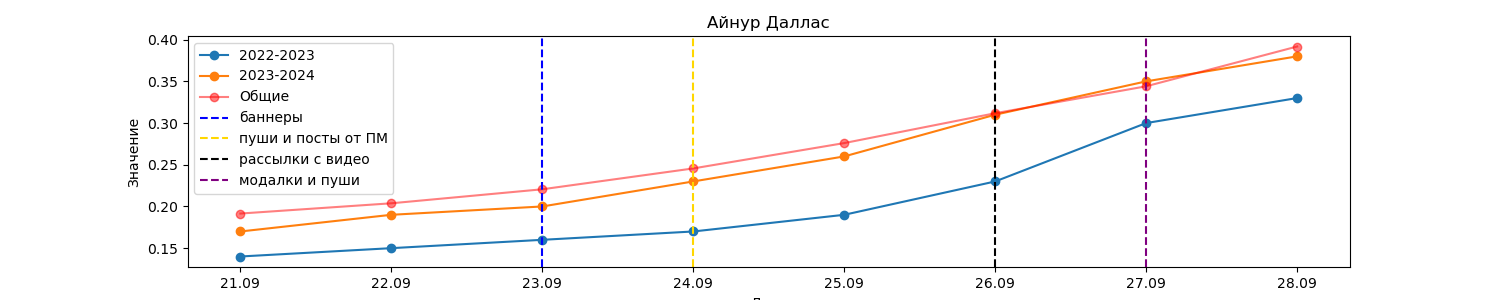 Айнур Даллас
0.40
0.35
0.30
0.25
0.20
0.15
Значение
2022-2023
2023-2024
Общие
баннеры
пуши и посты от ПМ
рассылки с видео
модалки и пуши
21.09 22.09 23.09 24.09 25.09 26.09 27.09 28.09